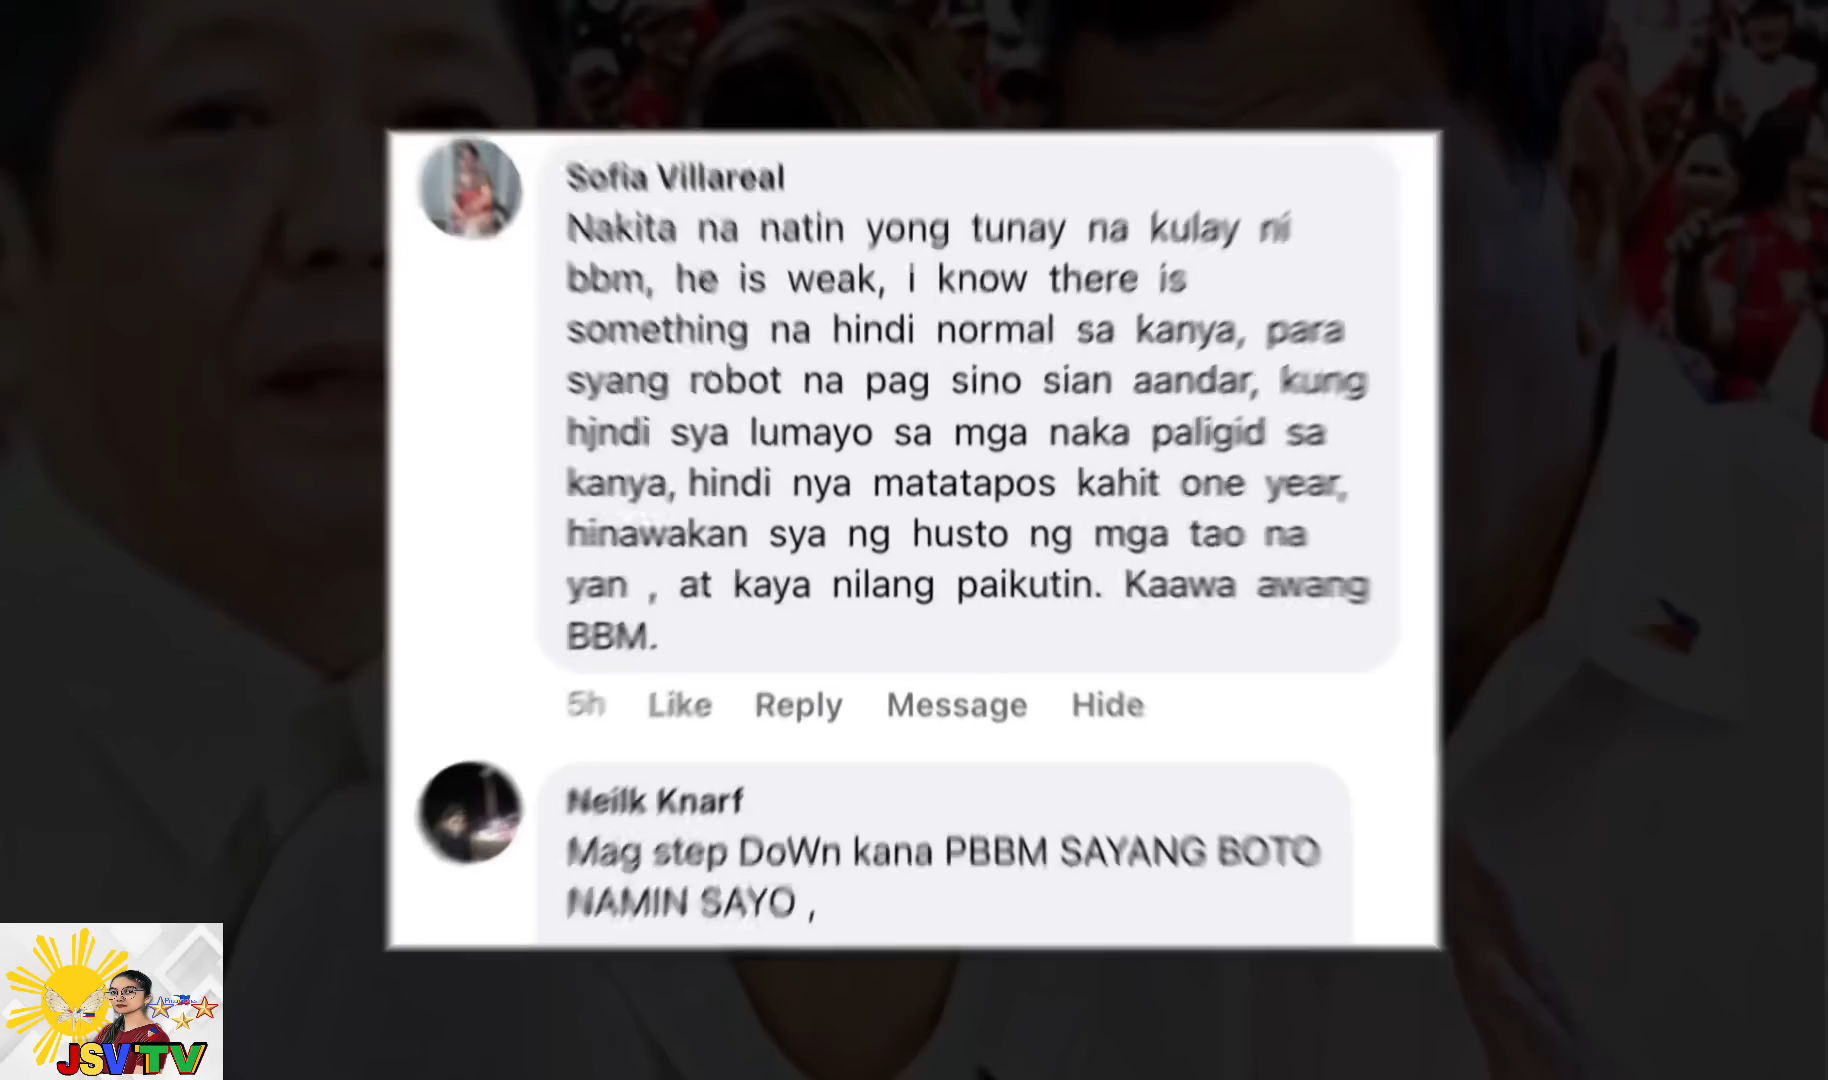 Sofia Villareal
Nakita na natin yong tunay na kulay ni
bbm, he is weak, i know there is
something na hindi normal sa kanya, para
syang robot na pag sino sian aandar, kung
hjndi sya lumayo sa mga naka paligid sa
kanya, hindi nya matatapos kahit one year,
hinawakan sya ng husto ng mga tao na
yan , at kaya nilang paikutin. Kaawa awang
BBM.
5h Like Reply Message Hide
Neilk Knarf
Mag step DoWn kana PBBM SAYANG BOTO
NAMIN SAYO ,
JSV TV